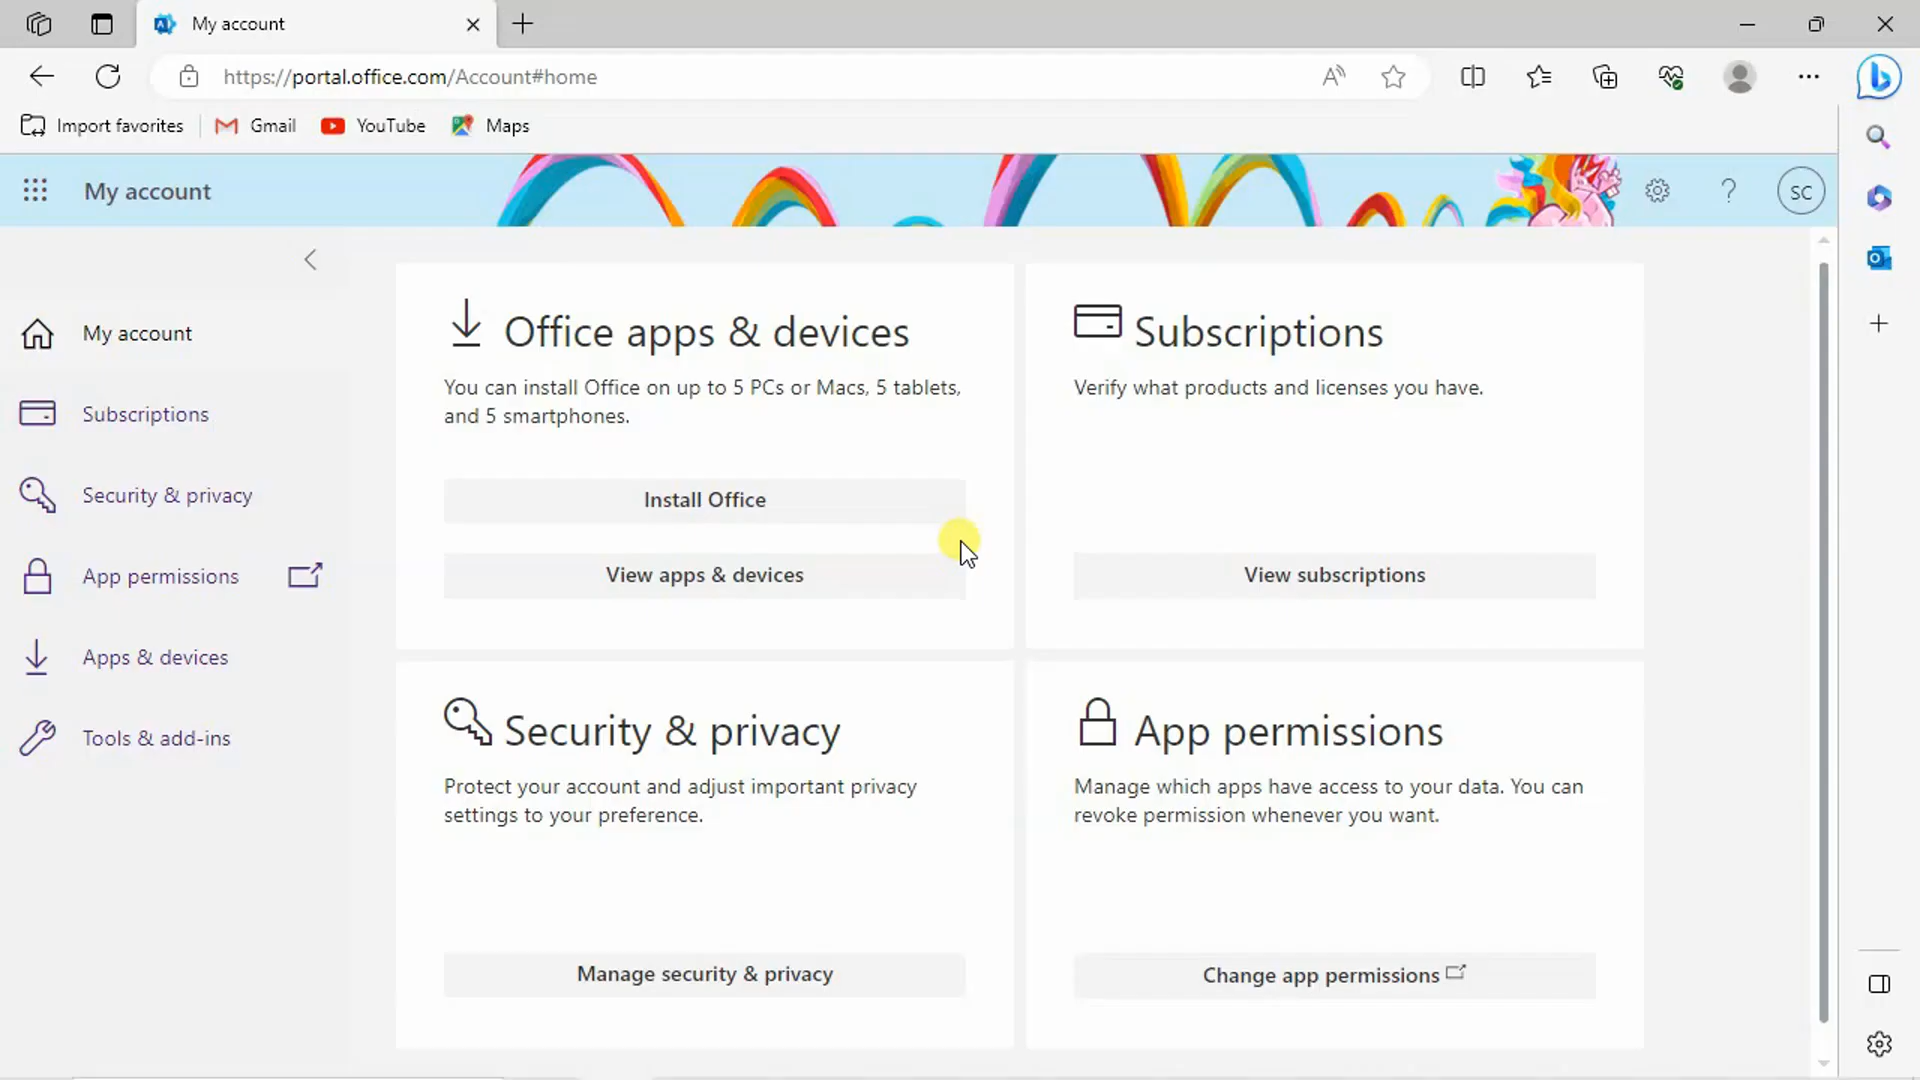 My account
https://portal.office.com/Account#home
Import favorites
Gmail
YouTube
Maps
My account
?
SC
My account
Subscriptions
Security & privacy
App permissions
Apps & devices
Tools & add-ins
Office apps & devices
You can install Office on up to 5 PCs or Macs, 5 tablets,
and 5 smartphones.
Install Office
View apps & devices
Subscriptions
Verify what products and licenses you have.
View subscriptions
Security & privacy
Protect your account and adjust important privacy
settings to your preference.
Manage security & privacy
App permissions
Manage which apps have access to your data. You can
revoke permission whenever you want.
Change app permissions